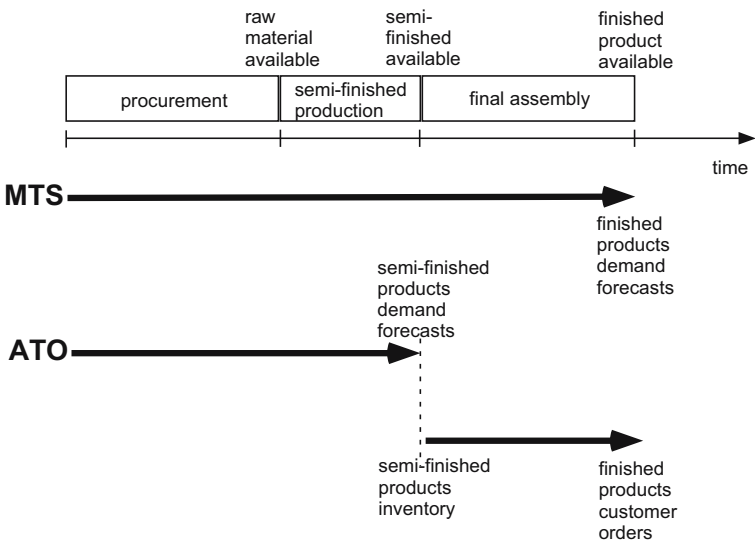 raw
material
available
semi-
finished
available
finished
product
available
procurement
semi-finished
production
final assembly
time
MTS
finished
products
demand
forecasts
semi-finished
products
demand
forecasts
ATO
semi-finished
products
inventory
finished
products
customer
orders